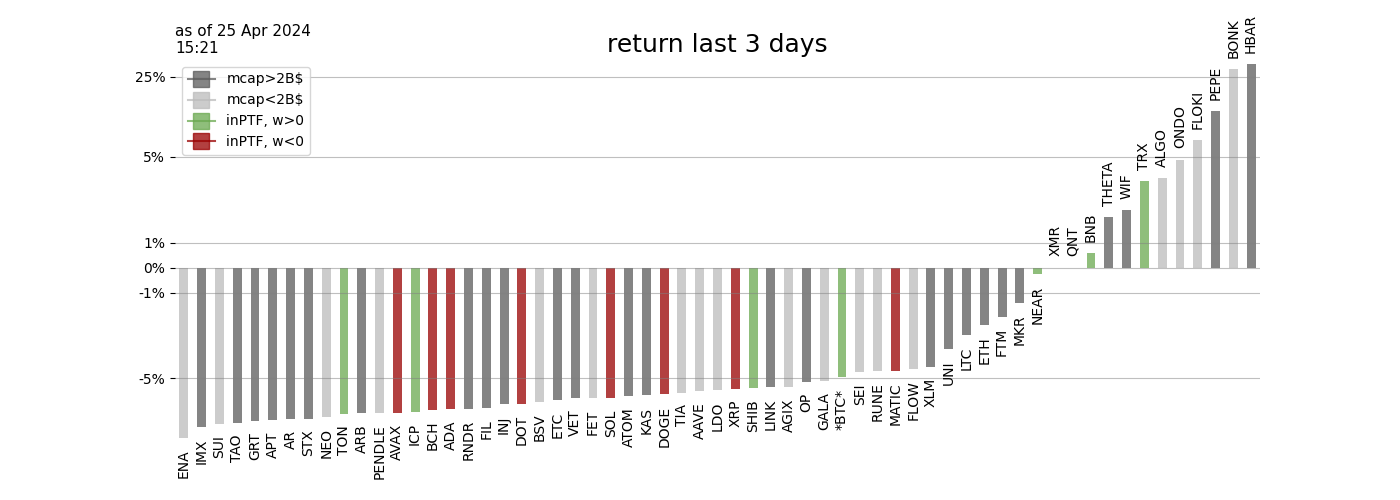 as of 25 Apr 2024
15:21
return last 3 days
mcap>2B$
mcap<2B$
inPTF, w>0
inPTF, w<0
25%
5%
1%
0%
-1%
-5%
ENA
IMX
SUI
TAO
GRT
APT
AR
STX
NEO
TON
ARB
PENDLE
AVAX
ICP
BCH
ADA
RNDR
FIL
INJ
DOT
BSV
ETC
VET
FET
SOL
ATOM
KAS
DOGE
TIA
AAVE
LDO
XRP
SHIB
LINK
AGIX
OP
GALA
*BTC*
SEI
RUNE
MATIC
FLOW
XLM
UNI
LTC
ETH
FTM
MKR
NEAR
XMR
QNT
BNB
THETA
WIF
TRX
ALGO
ONDO
FLOKI
PEPE
BONK
HBAR